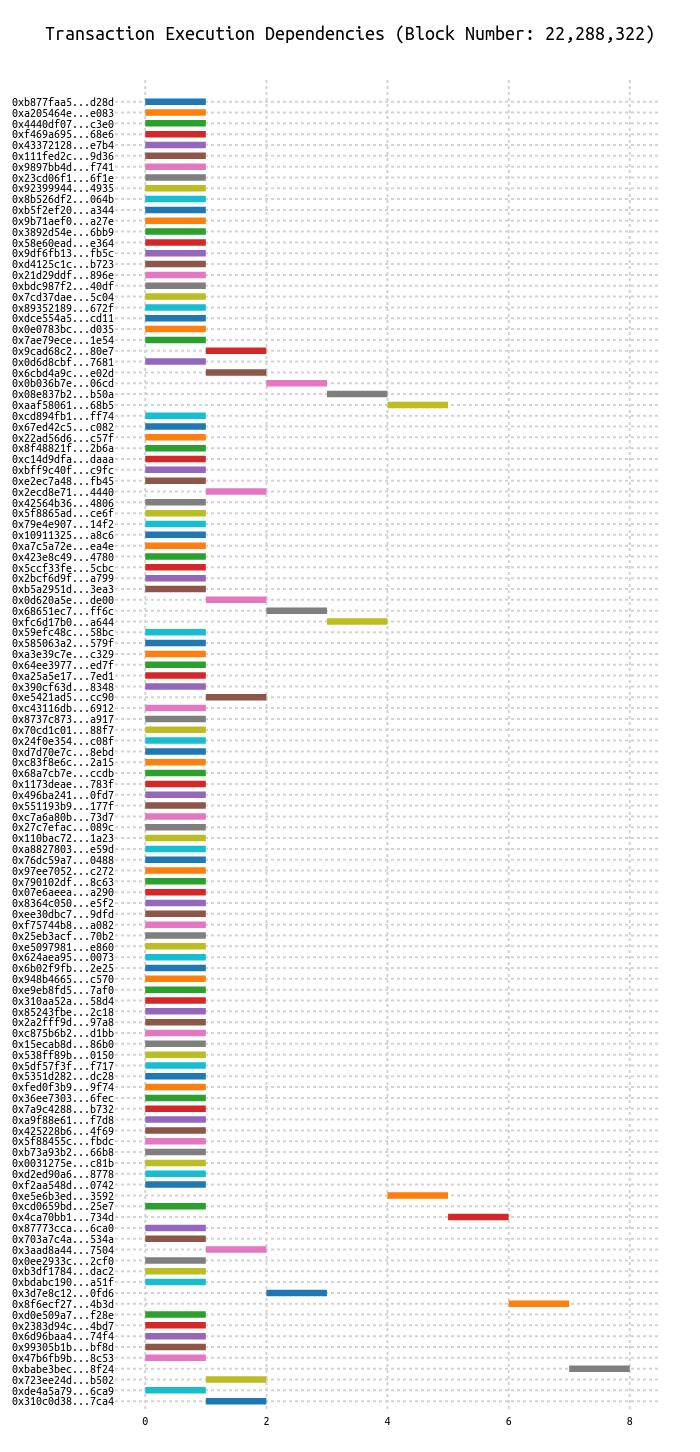 Transaction Execution Dependencies (Block Number: 22,288,322)
0xb877faa5...d28d
0xa205464e...e083
0x4440df07...c3e0
0xf469a695...68e6
0x43372128...e7b4
0x111fed2c...9d36
0x9897bb4d...f741
0x23cd06f1...6f1e
0x92399944...4935
0x8b526df2...064b
0xb5f2ef20...a344
0x9b71aef0...a27e
0x3892d54e...6bb9
0x58e60ead...e364
0x9df6fb13...fb5c
0xd4125c1c...b723
0x21d29ddf...896e
0xbdc987f2...40df
0x7cd37dae...5c04
0x89352189...672f
0xdce554a5...cd11
0x0e0783bc...d035
0x7ae79ece...1e54
0x9cad68c2...80e7
0x0d6d8cbf...7681
0x6cbd4a9c...e02d
0x0b036b7e...06cd
0x08e837b2...b50a
0xaaf58061...68b5
0xcd894fb1...ff74
0x67ed42c5...c082
0x22ad56d6...c57f
0x8f48821f...2b6a
0xc14d9dfa...daaa
0xbff9c40f...c9fc
0xe2ec7a48...fb45
0x2ecd8e71...4440
0x42564b36...4806
0x5f8865ad...ce6f
0x79e4e907...14f2
0x10911325...a8c6
0xa7c5a72e...ea4e
0x423e8c49...4780
0x5ccf33fe...5cbc
0x2bcf6d9f...a799
0xb5a2951d...3ea3
0x0d620a5e...de00
0x68651ec7...ff6c
0xfc6d17b0...a644
0x59efc48c...58bc
0x585063a2...579f
0xa3e39c7e...c329
0x64ee3977...ed7f
0xa25a5e17...7ed1
0x390cf63d...8348
0xe5421ad5...cc90
0xc43116db...6912
0x8737c873...a917
0x70cd1c01...88f7
0x24f0e354...c08f
0xd7d70e7c...8ebd
0xc83f8e6c...2a15
0x68a7cb7e...ccdb
0x1173deae...783f
0x496ba241...0fd7
0x551193b9...177f
0xc7a6a80b...73d7
0x27c7efac...089c
0x110bac72...1a23
0xa8827803...e59d
0x76dc59a7...0488
0x97ee7052...c272
0x790102df...8c63
0x07e6aeea...a290
0x8364c050...e5f2
0xee30dbc7...9dfd
0xf75744b8...a082
0x25eb3acf...70b2
0xe5097981...e860
0x624aea95...0073
0x6b02f9fb...2e25
0x948b4665...c570
0xe9eb8fd5...7af0
0x310aa52a...58d4
0x85243fbe...2c18
0x2a2fff9d...97a8
0xc875b6b2...d1bb
0x15ecab8d...86b0
0x538ff89b...0150
0x5df57f3f...f717
0x5351d282...dc28
0xfed0f3b9...9f74
0x36ee7303...6fec
0x7a9c4288...b732
0xa9f88e61...f7d8
0x425228b6...4f69
0x5f88455c...fbdc
0xb73a93b2...66b8
0x0031275e...c81b
0xd2ed90a6...8778
0xf2aa548d...0742
0xe5e6b3ed...3592
0xcd0659bd...25e7
0x4ca70bb1...734d
0x87773cca...6ca0
0x703a7c4a...534a
0x3aad8a44...7504
0x0ee2933c...2cf0
0xb3df1784...dac2
0xbdabc190...a51f
0x3d7e8c12...0fd6
0x8f6ecf27...4b3d
0xd0e509a7...f28e
0x2383d94c...4bd7
0x6d96baa4...74f4
0x99305b1b...bf8d
0x47b6fb9b...8c53
0xbabe3bec...8f24
0x723ee24d...b502
0xde4a5a79...6ca9
0x310c0d38...7ca4
0 2 4 6 8